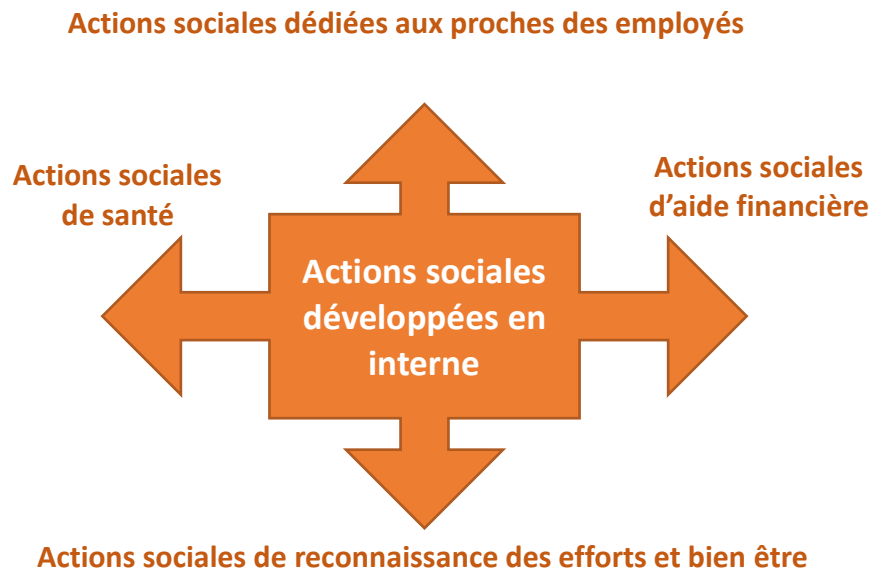 Actions sociales dédiées aux proches des employés
Actions sociales
de santé
Actions sociales
d’aide financière
Actions sociales
développées en
interne
Actions sociales de reconnaissance des efforts et bien être